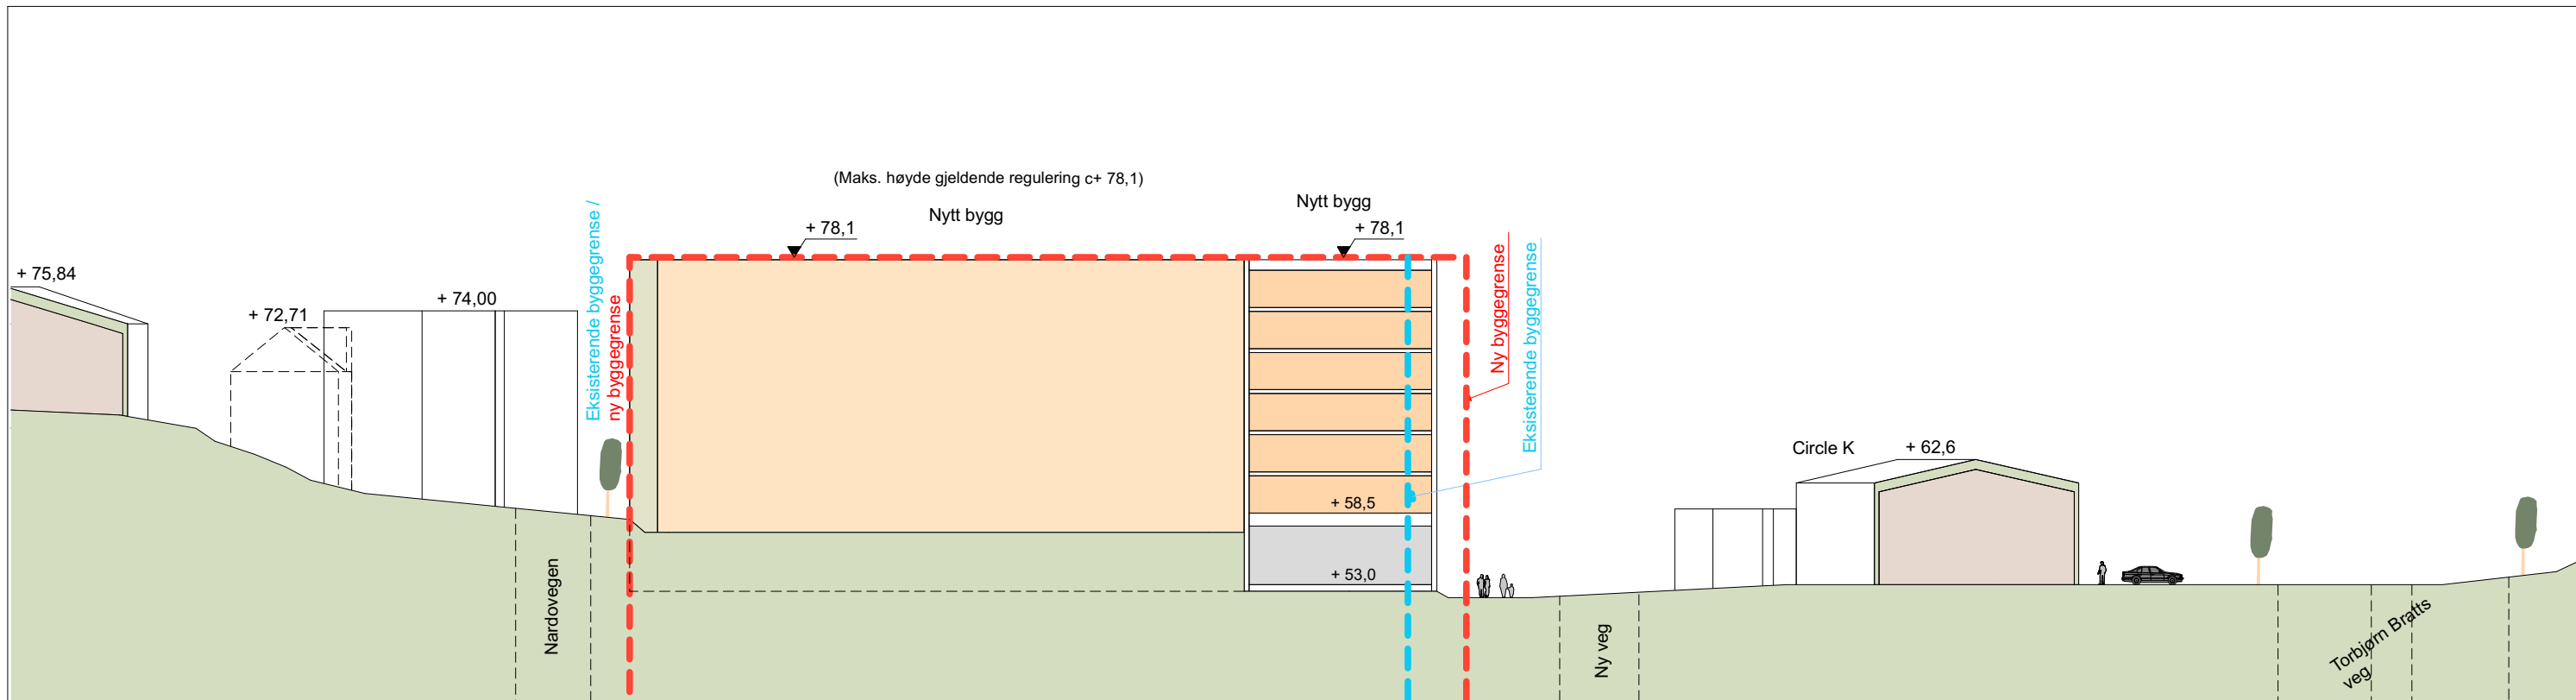 (Maks. høyde gjeldende regulering c+ 78,1)
Nytt bygg
Nytt bygg
+ 78,1
+ 78,1
+ 75,84
+ 74,00
+ 72,71
Eksisterende byggegrense /
ny byggegrense
Ny byggegrense
Eksisterende byggegrense
Circle K
+ 62,6
+ 58,5
+ 53,0
Nardovegen
Ny veg
Torbjørn Bratts
veg